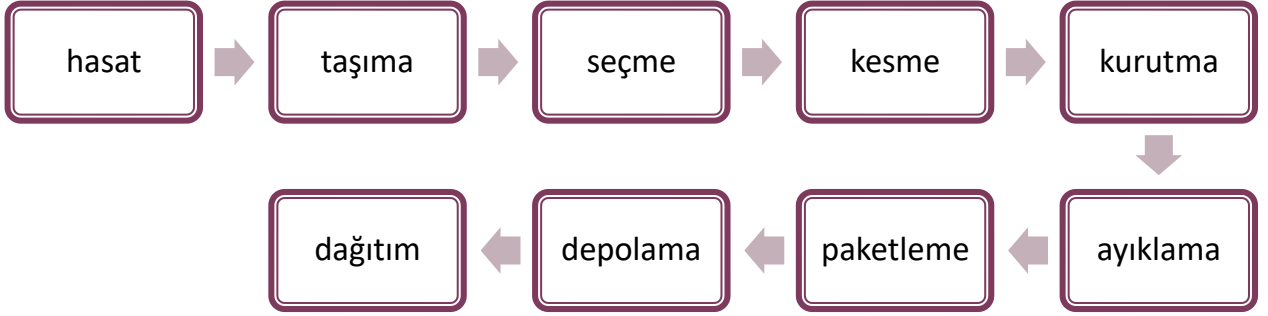 hasat
taşıma
seçme
kesme
kurutma
ayıklama
paketleme
depolama
dağıtım